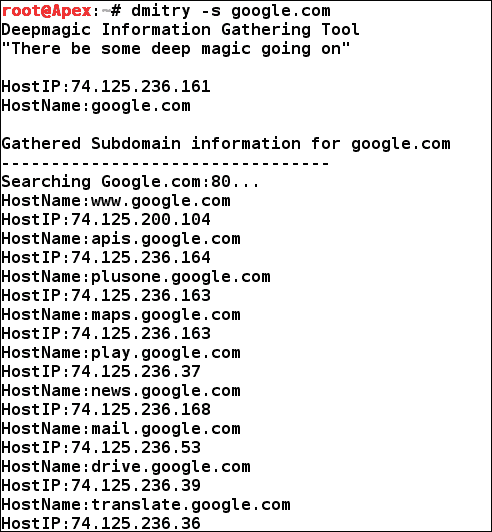 root@Apex:~# dmitry -s google.com
Deepmagic Information Gathering Tool
"There be some deep magic going on"
HostIP:74.125.236.161
HostName:google.com
Gathered Subdomain information for google.com
---------------------------------
Searching Google.com:80...
HostName:www.google.com
HostIP:74.125.200.104
HostName:apis.google.com
HostIP:74.125.236.164
HostName:plusone.google.com
HostIP:74.125.236.163
HostName:maps.google.com
HostIP:74.125.236.163
HostName:play.google.com
HostIP:74.125.236.37
HostName:news.google.com
HostIP:74.125.236.168
HostName:mail.google.com
HostIP:74.125.236.53
HostName:drive.google.com
HostIP:74.125.236.39
HostName:translate.google.com
HostIP:74.125.236.36